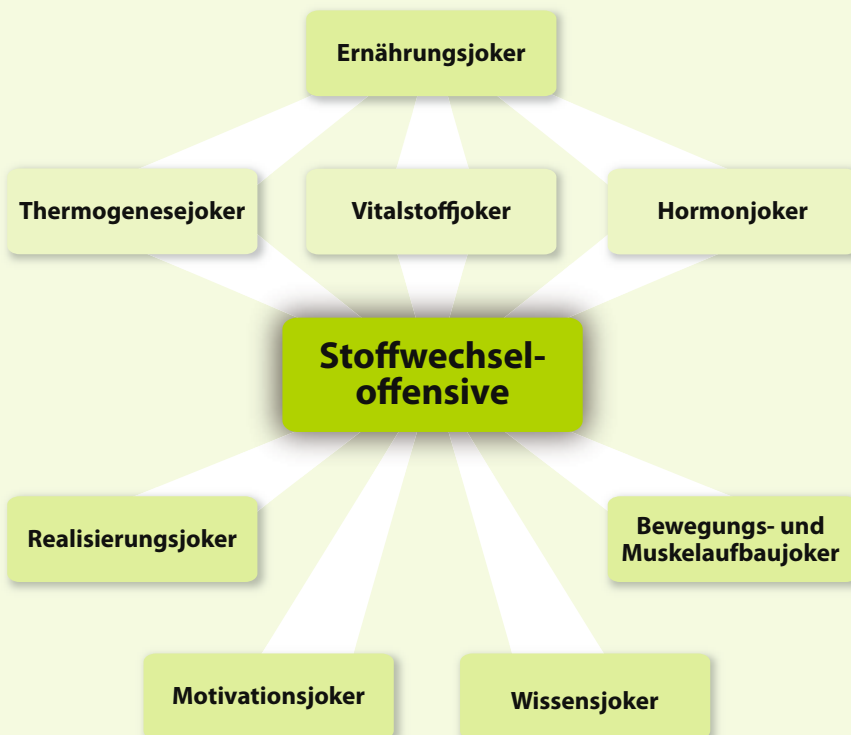 Ernährungsjoker
Thermogenesejoker
Vitalstoffjoker
Hormonjoker
Stoffwechsel-
offensive
Realisierungsjoker
Bewegungs- und
Muskelaufbaujoker
Motivationsjoker
Wissensjoker